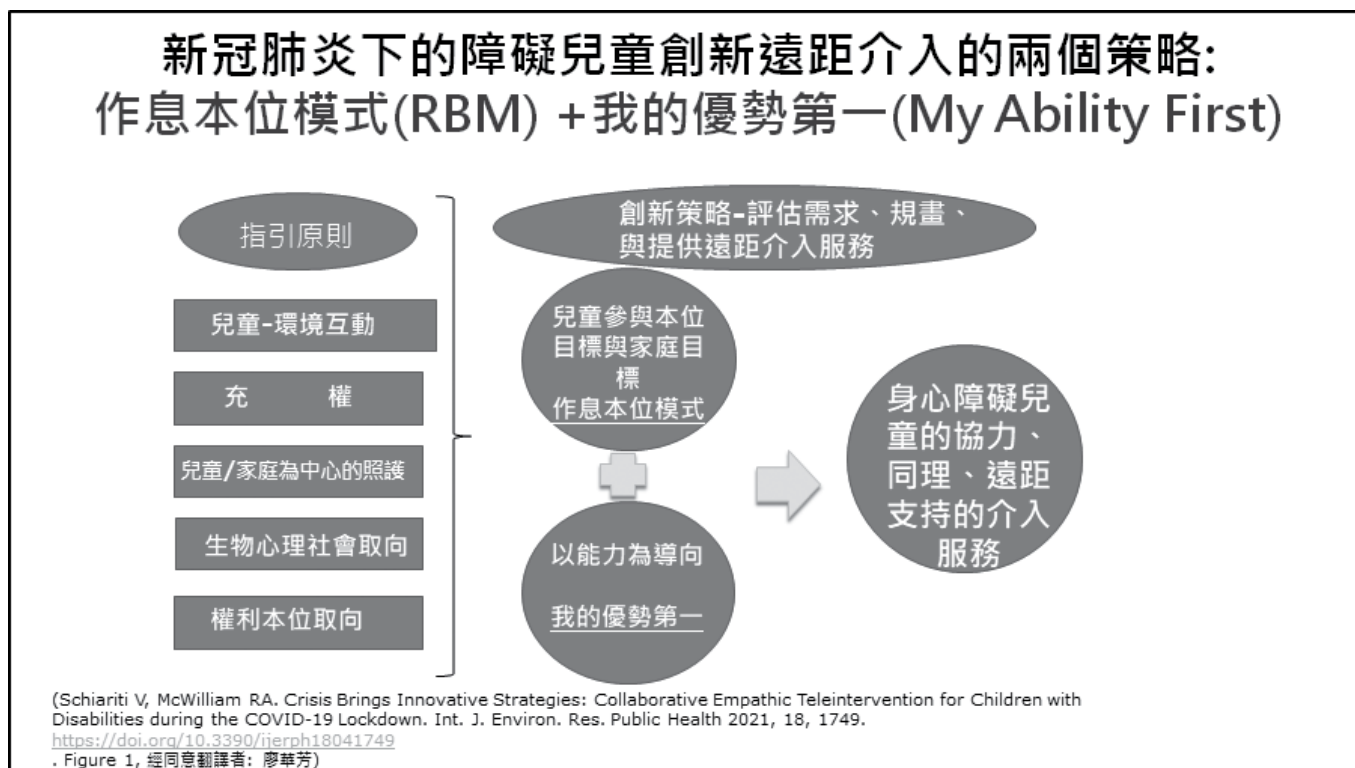 新冠肺炎下的障礙兒童創新遠距介入的兩個策略:
作息本位模式(RBM) +我的優勢第一(My Ability First)
指引原則
兒童-環境互動
充 權
兒童/家庭為中心的照護
生物心理社會取向
權利本位取向
創新策略-評估需求、規畫、
與提供遠距介入服務
兒童參與本位
目標與家庭目
標
作息本位模式
以能力為導向
我的優勢第一
身心障礙兒
童的協力、
同理、遠距
支持的介入
服務
(Schiariti V, McWilliam RA. Crisis Brings Innovative Strategies: Collaborative Empathic Teleintervention for Children with
Disabilities during the COVID-19 Lockdown. Int. J. Environ. Res. Public Health 2021, 18, 1749.
https://doi.org/10.3390/ijerph18041749
. Figure 1, 經同意翻譯者: 廖華芳)